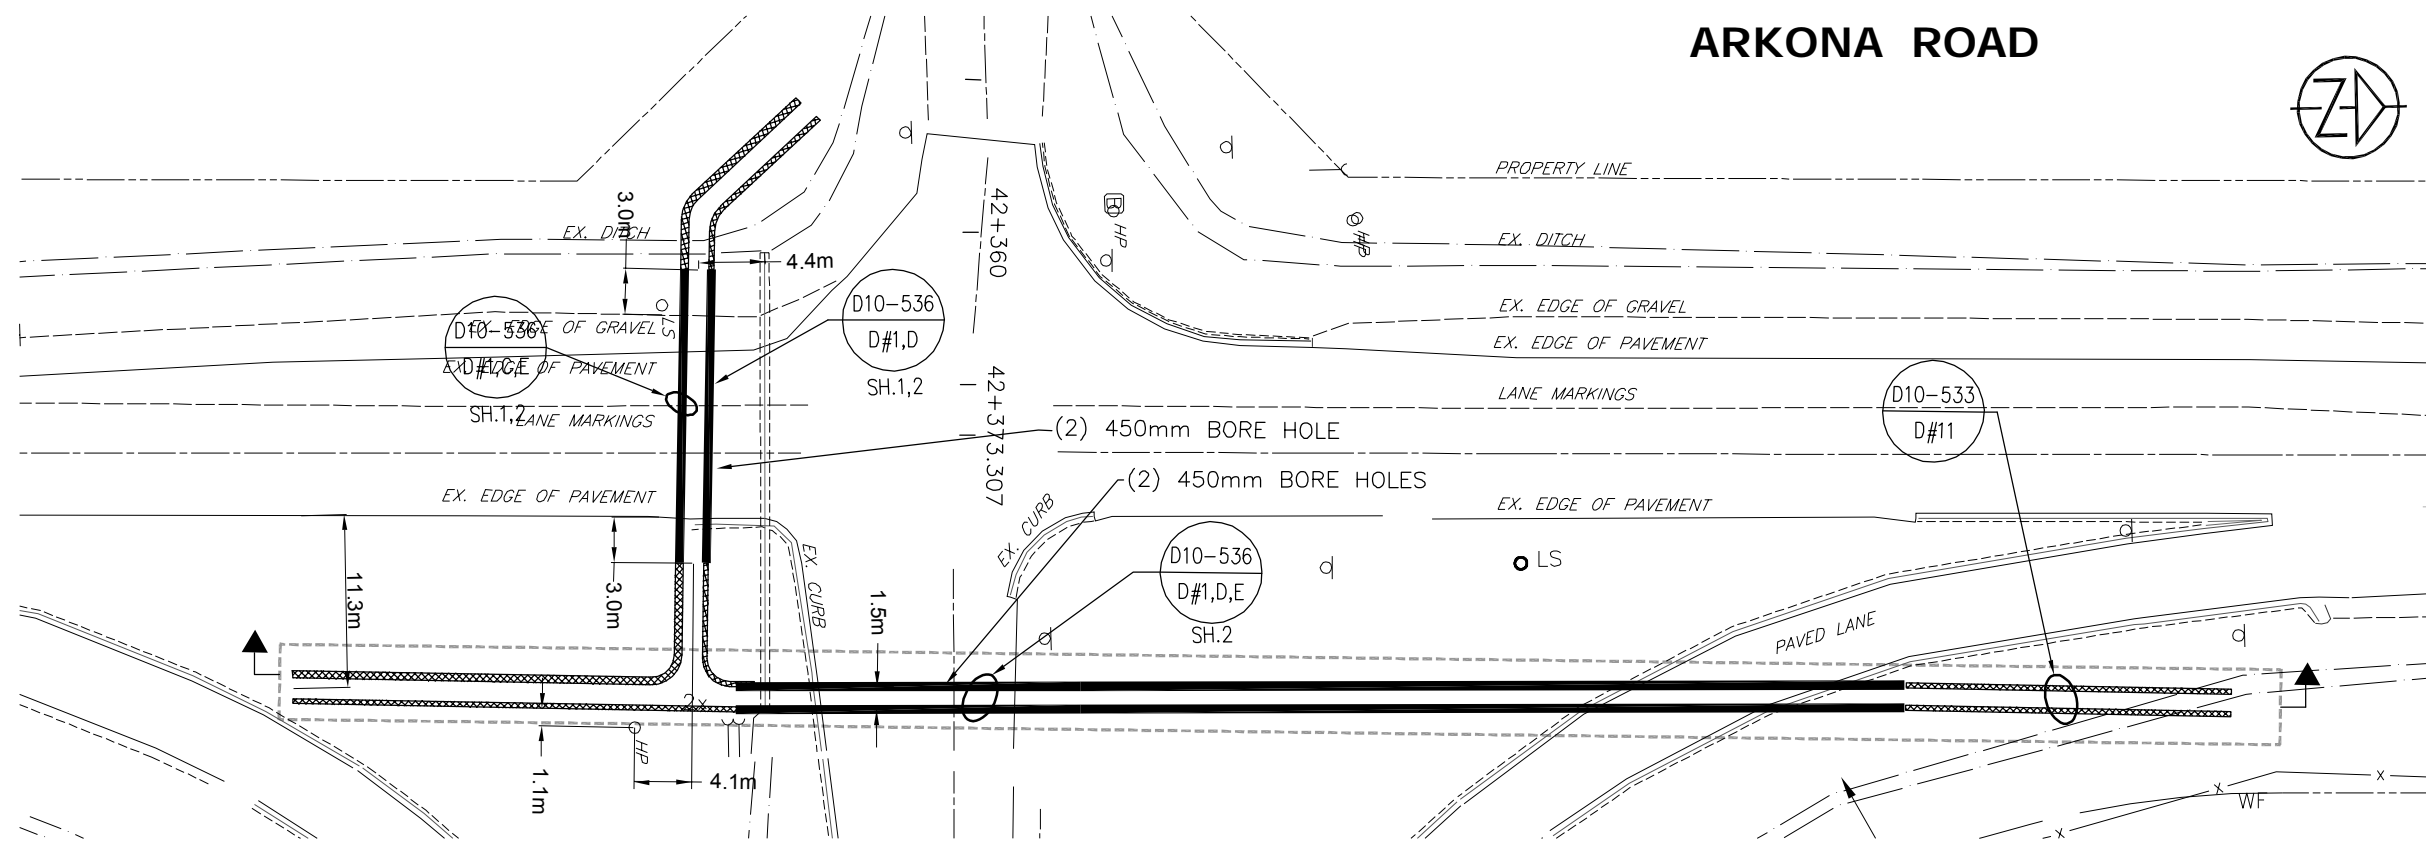 ARKONA ROAD
Z
PROPERTY LINE
3.0m
42+360
B
HP
HP
EX. DITCH
EX. DITCH
4.4m
D10-536
D#1,D
SH.1,2
LS
D10-536
D#1,C,E
SH.1,2
EX. EDGE OF GRAVEL
EX. EDGE OF GRAVEL
EX. EDGE OF PAVEMENT
EX. EDGE OF PAVEMENT
42+373.307
LANE MARKINGS
LANE MARKINGS
D10-533
D#11
(2) 450mm BORE HOLE
(2) 450mm BORE HOLES
EX. EDGE OF PAVEMENT
EX. EDGE OF PAVEMENT
EX. CURB
EX. CURB
D10-536
D#1,D,E
SH.2
LS
11.3m
3.0m
1.5m
PAVED LANE
HP
1.1m
4.1m
X
X
X
WF